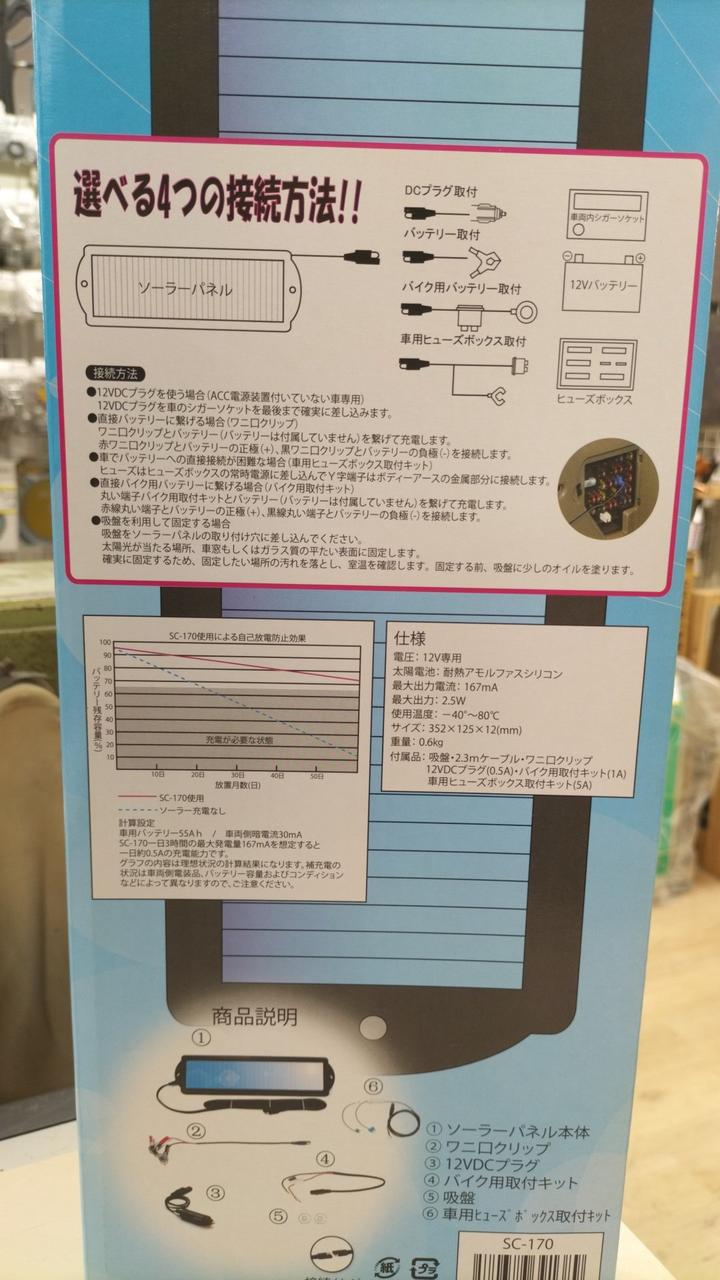 選べる4つの接続方法!!
ソーラーパネル
DCプラグ取付
車両内シガーソケット
バッテリー取付
12Vバッテリー
バイク用バッテリー取付
車用ヒューズボックス取付
ヒューズボックス
接続方法
●12VDCプラグを使う場合(ACC電源装置付いていない車専用)
12VDCプラグを車のシガーソケットを最後まで確実に差し込みます。
●直接バッテリーに繋げる場合(ワニ口クリップ)
ワニ口クリップとバッテリー(バッテリーは付属していません)を繋げて充電します。
赤ワニ口クリップとバッテリーの正極(+)、黒ワニ口クリップとバッテリーの負極(-)を接続します。
●車でバッテリーへの直接接続が困難な場合(車用ヒューズボックス取付キット)
ヒューズはヒューズボックスの常時電源に差し込んでY字端子はボディーアースの金属部分に接続します。
●直接バイク用バッテリーに繋げる場合(バイク用取付キット)
丸い端子バイク用取付キットとバッテリー(バッテリーは付属していません)を繋げて充電します。
赤線丸い端子とバッテリーの正極(+)、黒線丸い端子とバッテリーの負極(-)を接続します。
●吸盤を利用して固定する場合
吸盤をソーラーパネルの取り付け穴に差し込んでください。
太陽光が当たる場所、車窓もしくはガラス質の平たい表面に固定します。
確実に固定するため、固定したい場所の汚れを落とし、室温を確認します。固定する前、吸盤に少しのオイルを塗ります。
SC-170使用による自己放電防止効果
バッテリー残存容量(%)
100
90
80
70
60
50
40
30
20
10
充電が必要な状態
10日 20日 30日 40日 50日
放置月数(日)
SC-170使用
ソーラー充電なし
計算設定
車用バッテリー55Ah / 車両側暗電流30mA
SC-170一日3時間の最大発電量167mAを想定すると
一日約0.5Aの充電能力です。
グラフの内容は理想状況の計算結果になります。補充電の
状況は車両側電装品、バッテリー容量およびコンディション
などによって異なりますので、ご注意ください。
仕様
電圧:12V専用
太陽電池:耐熱アモルファスシリコン
最大出力電流:167mA
最大出力:2.5W
使用温度:-40°~80℃
サイズ:352×125×12(mm)
重量:0.6kg
付属品:吸盤・2.3mケーブル・ワニ口クリップ
12VDCプラグ(0.5A)・バイク用取付キット(1A)
車用ヒューズボックス取付キット(5A)
商品説明
①
②
③
④
⑤
⑥
① ソーラーパネル本体
② ワニ口クリップ
③ 12VDCプラグ
④ バイク用取付キット
⑤ 吸盤
⑥ 車用ﾋｭｰｽﾞﾎﾞｯｸｽ取付ｷｯﾄ
紙
プラ
SC-170